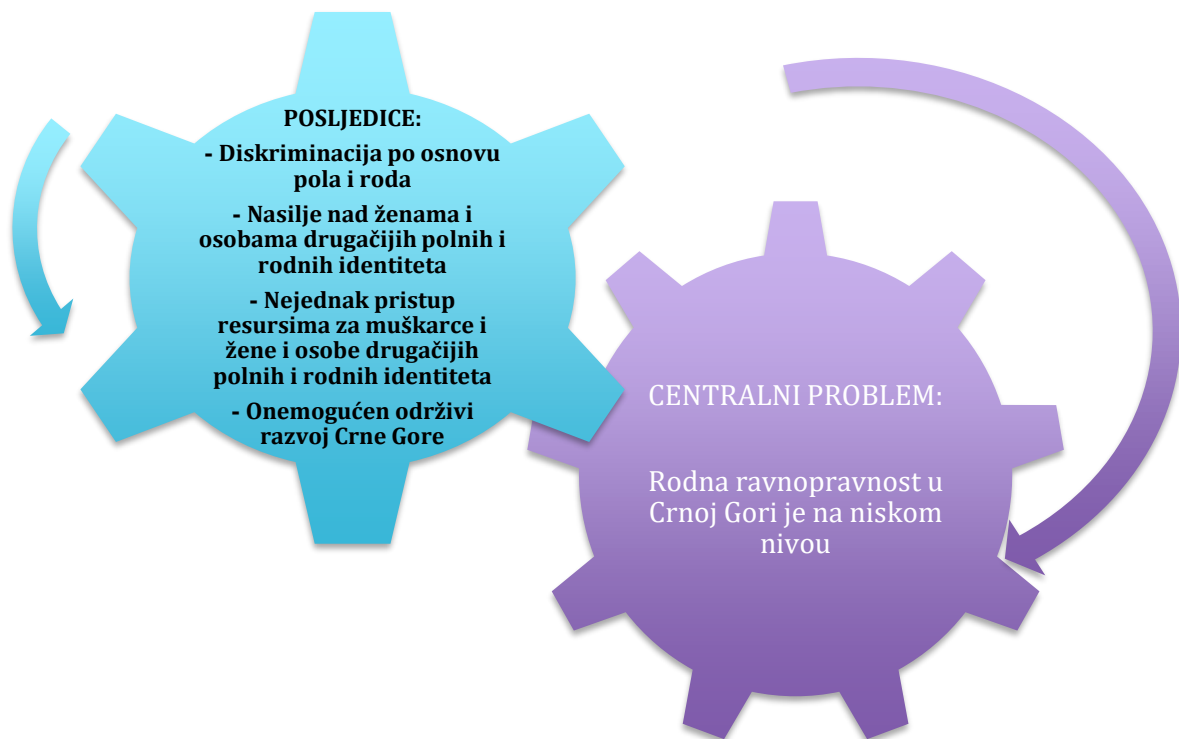 POSLJEDICE:
- Diskriminacija po osnovu
pola i roda
- Nasilje nad ženama i
osobama drugačijih polnih i
rodnih identiteta
- Nejednak pristup
resursima za muškarce i
žene i osobe drugačijih
polnih i rodnih identiteta
- Onemogućen održivi
razvoj Crne Gore
CENTRALNI PROBLEM:
Rodna ravnopravnost u
Crnoj Gori je na niskom
nivou